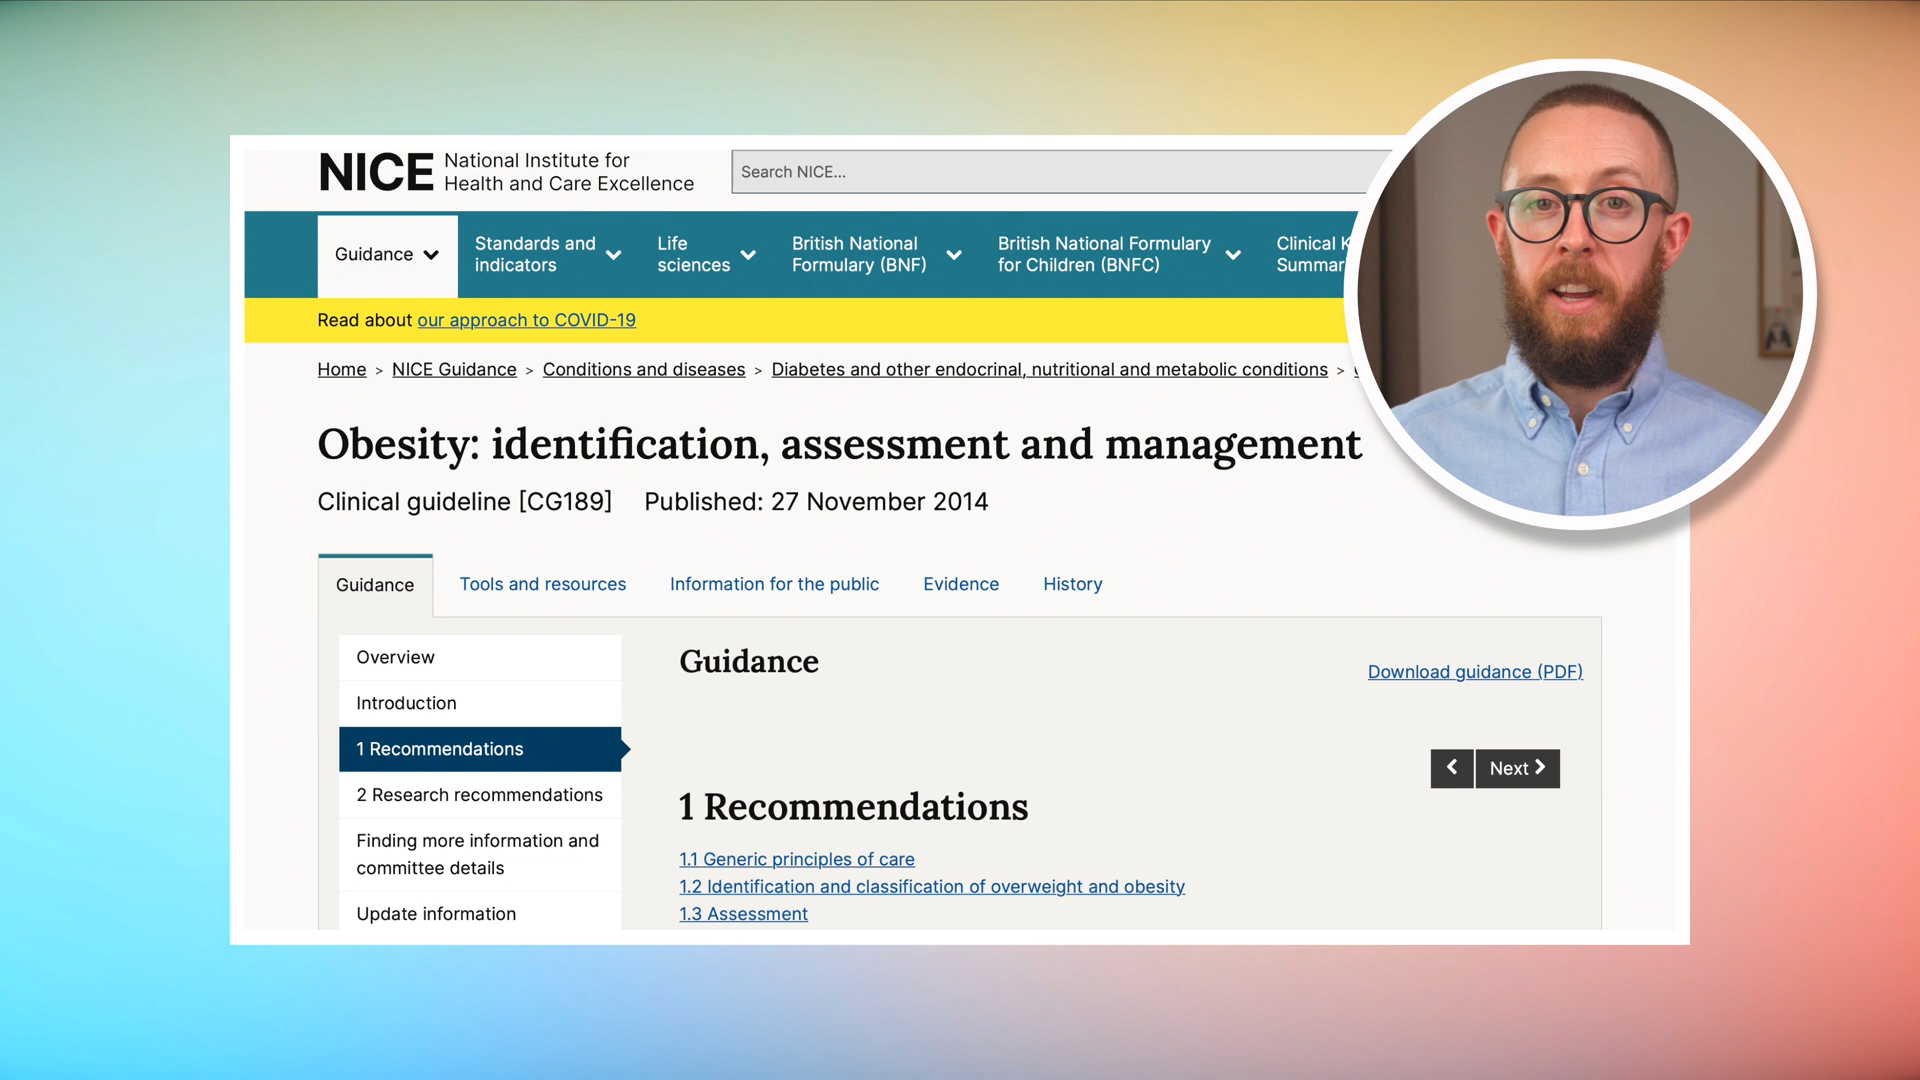 NICE
National Institute for
Health and Care Excellence
Search NICE...
Guidance
Standards and
indicators
Life
sciences
British National
Formulary (BNF)
British National Formulary
for Children (BNFC)
Clinical
Read about our approach to COVID-19
Home > NICE Guidance > Conditions and diseases > Diabetes and other endocrinal, nutritional and metabolic conditions >
Obesity: identification, assessment and management
Clinical guideline [CG189] Published: 27 November 2014
Guidance
Tools and resources
Information for the public
Evidence
History
Overview
Introduction
1 Recommendations
2 Research recommendations
Finding more information and
committee details
Update information
Guidance
Download guidance (PDF)
Next
1 Recommendations
1.1 Generic principles of care
1.2 Identification and classification of overweight and obesity
1.3 Assessment